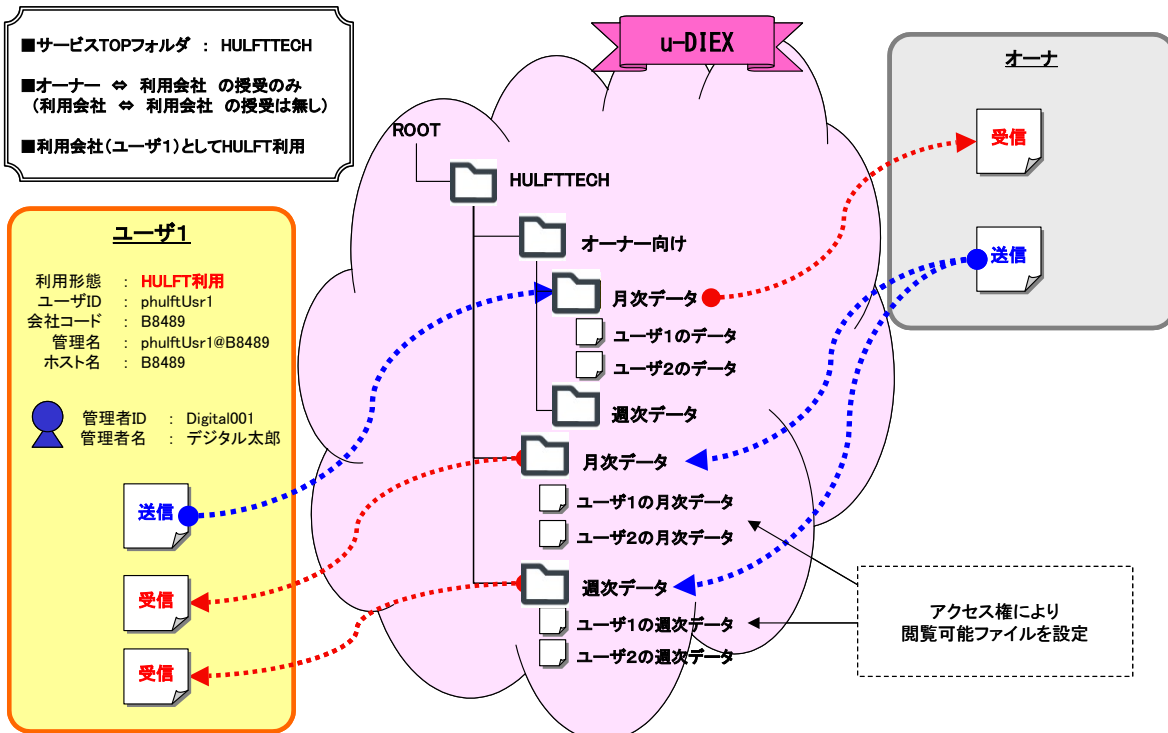 ■サービスTOPフォルダ ： HULFTTECH
■オーナー ⇔ 利用会社 の授受のみ
(利用会社 ⇔ 利用会社 の授受は無し)
■利用会社(ユーザ1)としてHULFT利用
u-DIEX
オーナ
受信
送信
ROOT
HULFTTECH
オーナー向け
月次データ
ユーザ1のデータ
ユーザ2のデータ
週次データ
月次データ
ユーザ1の月次データ
ユーザ2の月次データ
週次データ
ユーザ1の週次データ
ユーザ2の週次データ
ユーザ1
利用形態 ： HULFT利用
ユーザID ： phulftUsr1
会社コード ： B8489
管理名 ： phulftUsr1@B8489
ホスト名 ： B8489
管理者ID ： Digital001
管理者名 ： デジタル太郎
送信
受信
受信
アクセス権により
閲覧可能ファイルを設定